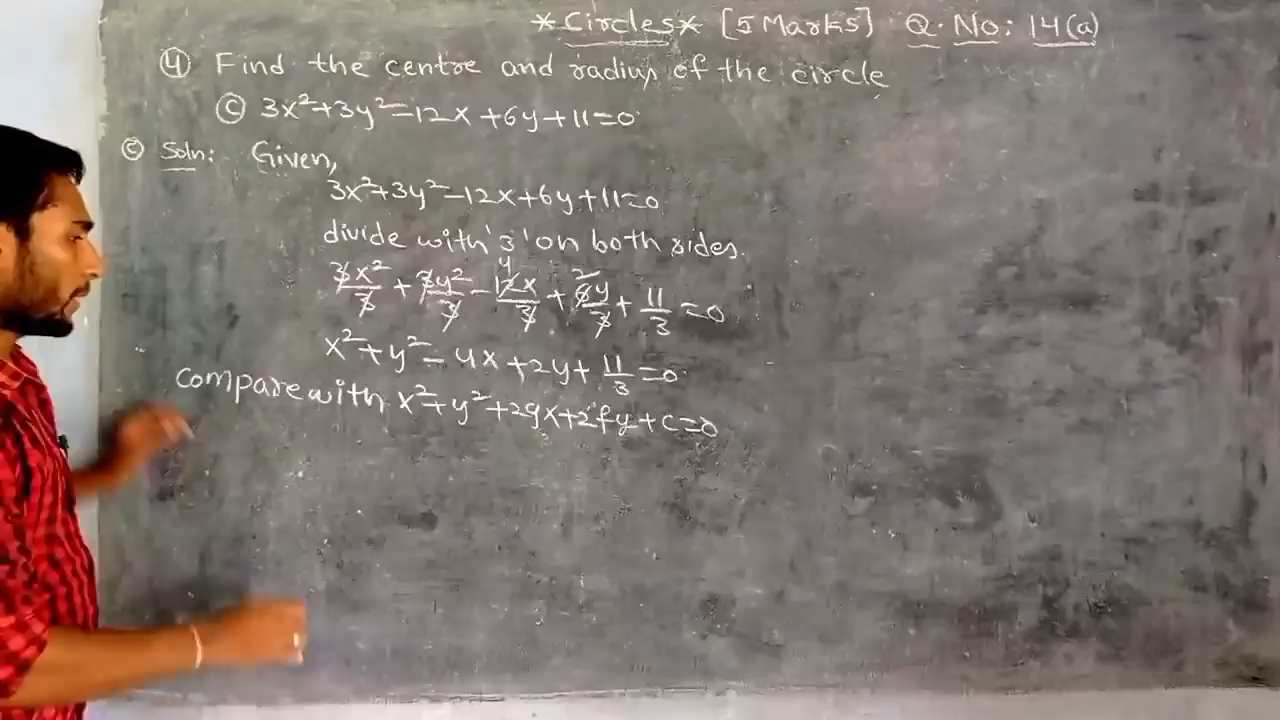 *Circles* [5 Marks] Q. No: 14(a)
④ Find the centre and radius of the circle
ⓒ 3x²+3y²-12x+6y+11=0
ⓒ Soln: Given,
3x²+3y²-12x+6y+11=0
divide with '3' on both sides.
3x²/3 + 3y²/3 - 12x/3 + 6y/3 + 11/3 = 0
x²+y²-4x+2y+11/3=0
compare with x²+y²+2gx+2fy+c=0